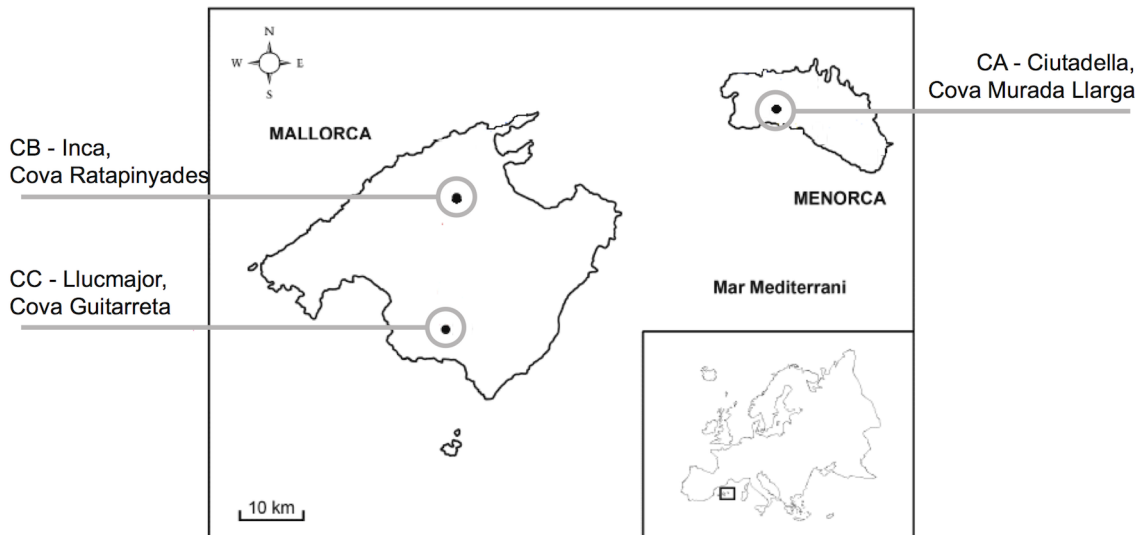 N
W E
S
CA - Ciutadella,
Cova Murada Llarga
MALLORCA
CB - Inca,
Cova Ratapinyades
MENORCA
CC - Llucmajor,
Cova Guitarreta
Mar Mediterrani
10 km